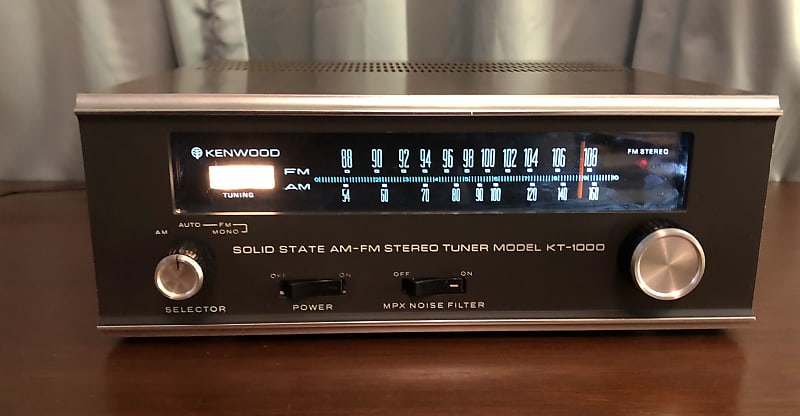 KENWOOD
FM 88 90 92 94 96 98 100 102 104 106 108
FM STEREO
AM 54 60 70 80 90 100 120 140 160
TUNING
AM AUTO FM
MONO
SOLID STATE AM-FM STEREO TUNER MODEL KT-1000
OFF ON
OFF ON
SELECTOR
POWER
MPX NOISE FILTER